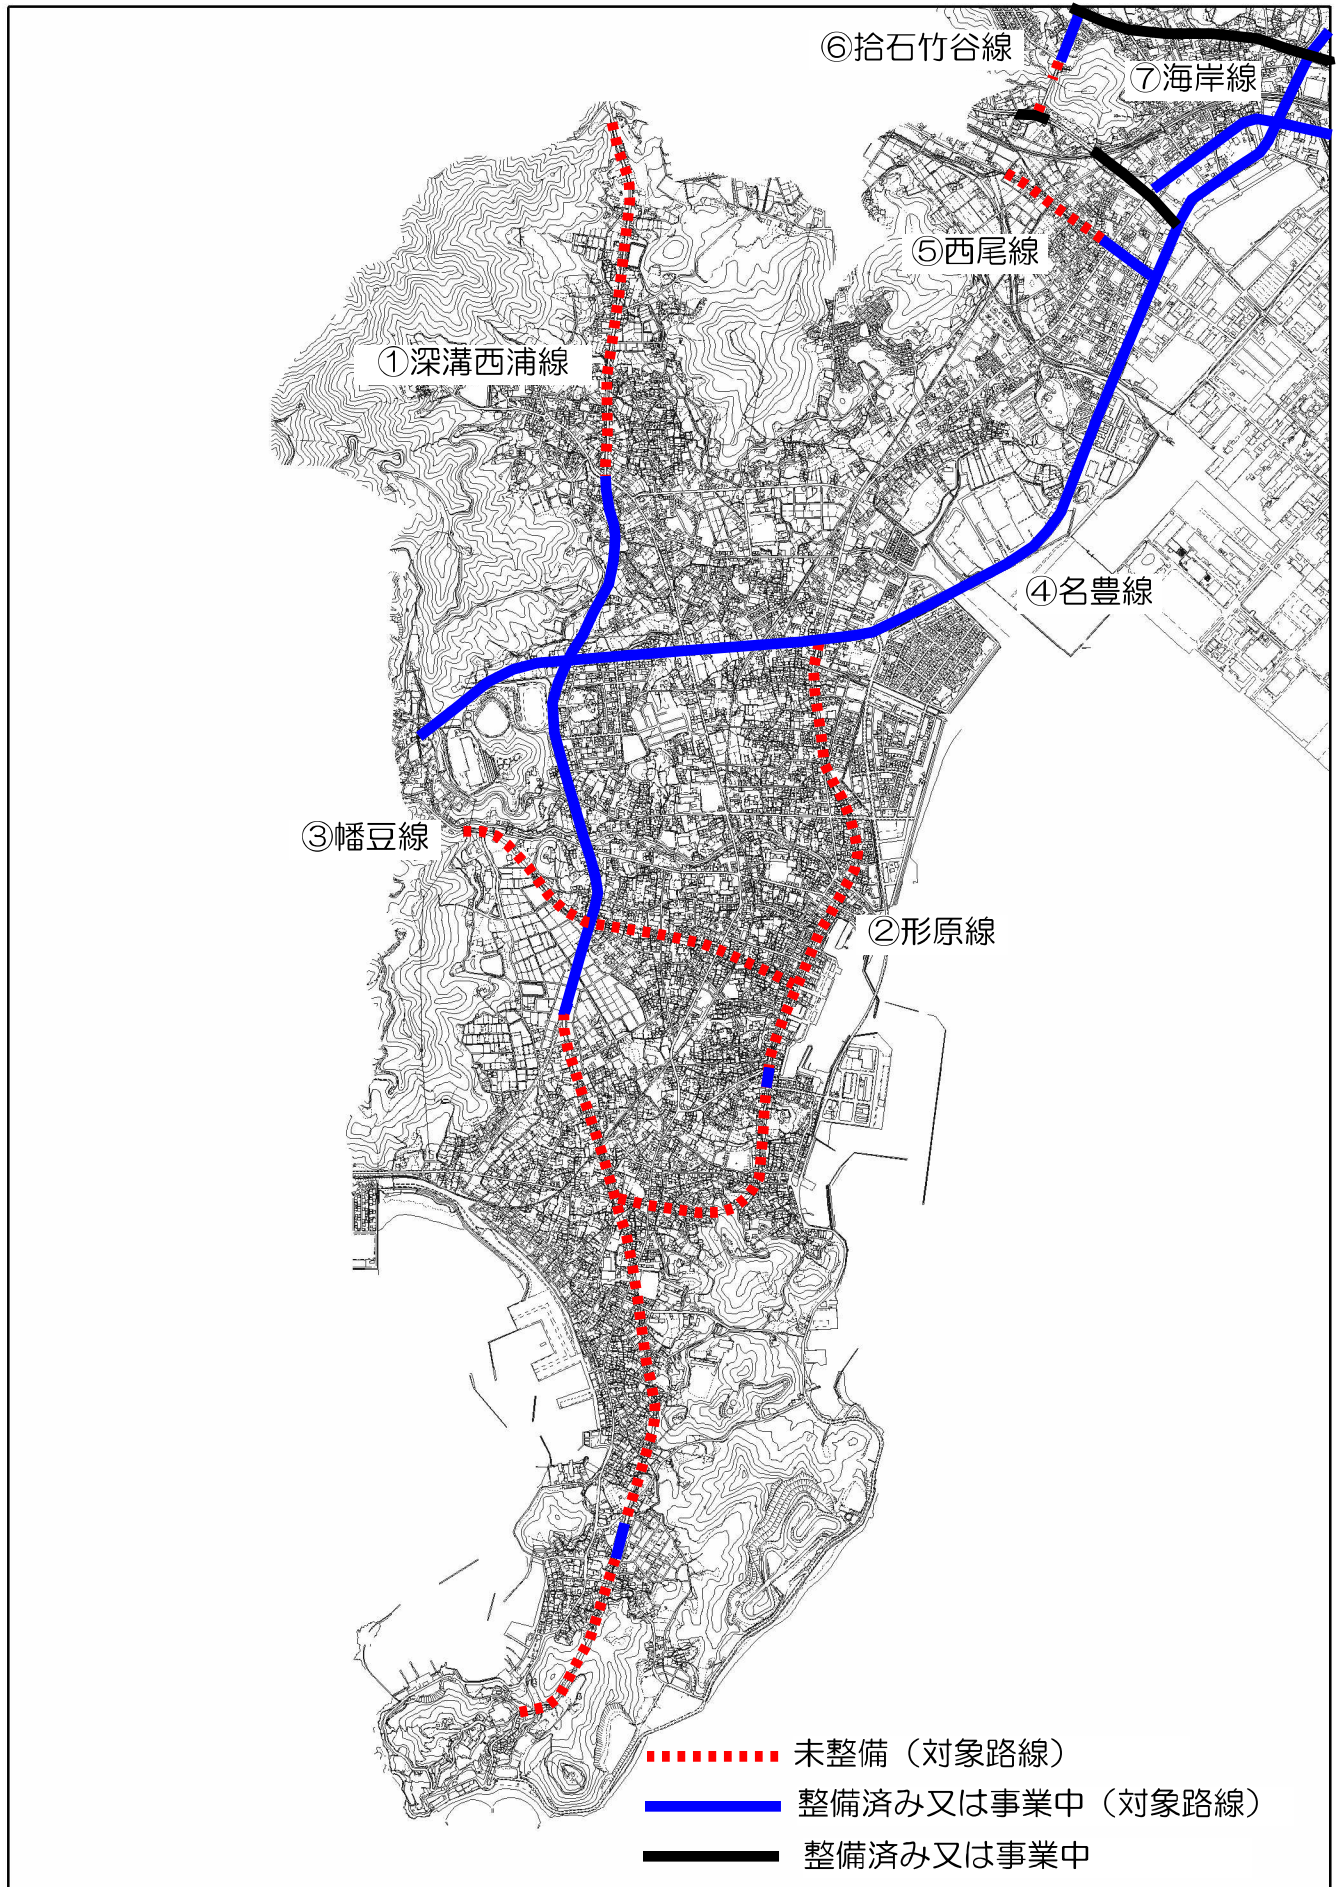 ⑥拾石竹谷線
⑦海岸線
⑤西尾線
①深溝西浦線
④名豊線
③幡豆線
②形原線
未整備（対象路線）
整備済み又は事業中（対象路線）
整備済み又は事業中